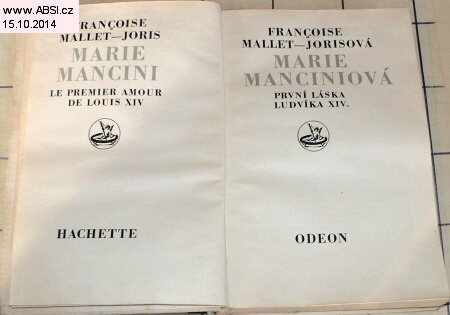 www.ABSI.cz
15.10.2014
FRANÇOISE
MALLET—JORIS
MARIE
MANCINI
LE PREMIER AMOUR
DE LOUIS XIV
HACHETTE
FRANÇOISE
MALLET—JORISOVÁ
MARIE
MANCINIOVÁ
PRVNÍ LÁSKA
LUDVÍKA XIV.
ODEON